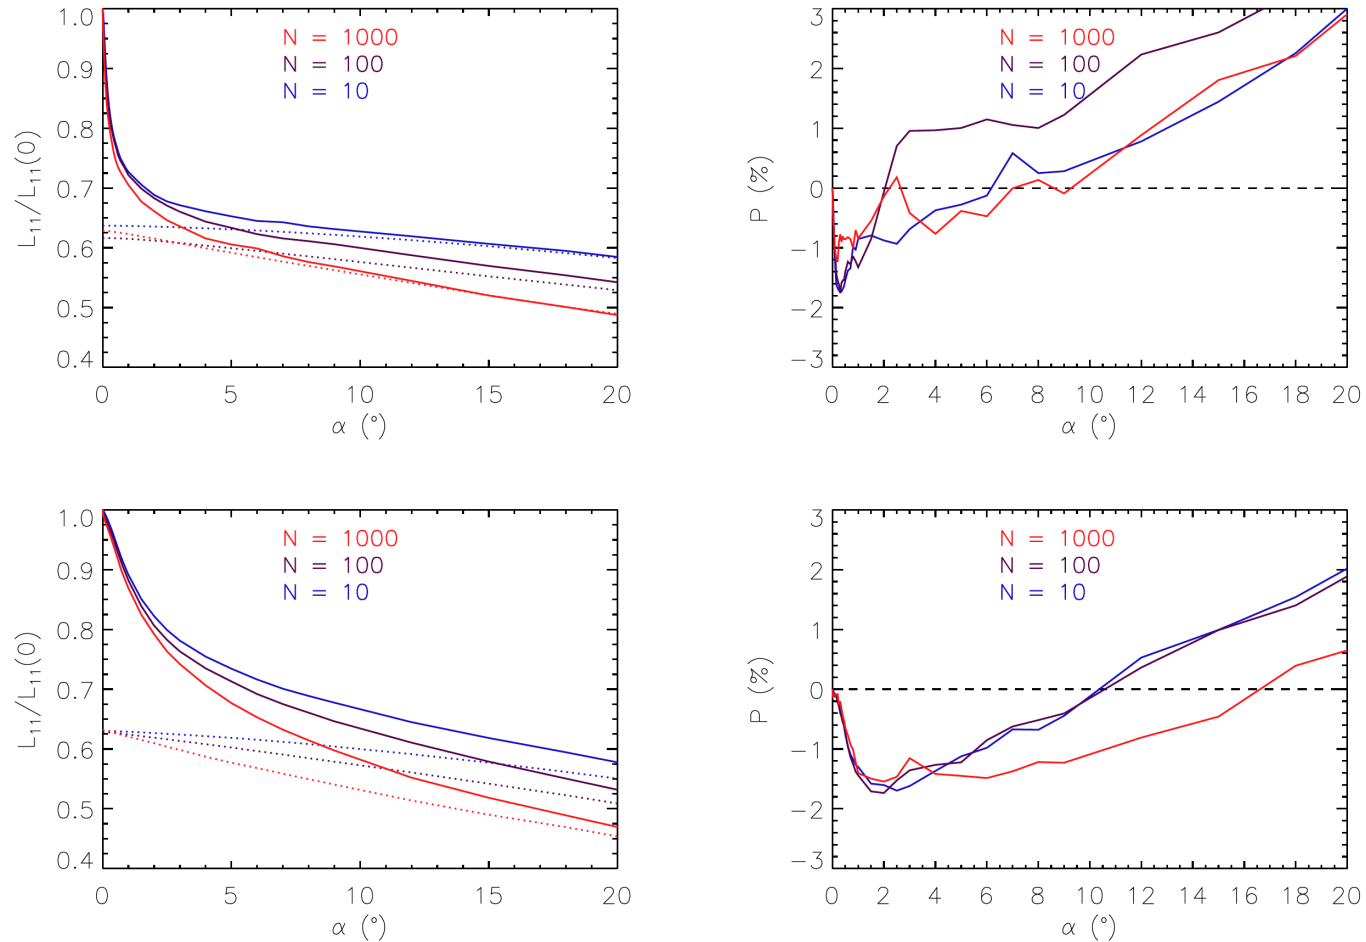 1.0
0.9
0.8
0.7
0.6
0.5
0.4
L₁₁/L₁₁(0)
N = 1000
N = 100
N = 10
0 5 10 15 20
α (°)
3
2
1
0
−1
−2
−3
P (%)
N = 1000
N = 100
N = 10
0 2 4 6 8 10 12 14 16 18 20
α (°)
1.0
0.9
0.8
0.7
0.6
0.5
0.4
L₁₁/L₁₁(0)
N = 1000
N = 100
N = 10
0 5 10 15 20
α (°)
3
2
1
0
−1
−2
−3
P (%)
N = 1000
N = 100
N = 10
0 2 4 6 8 10 12 14 16 18 20
α (°)